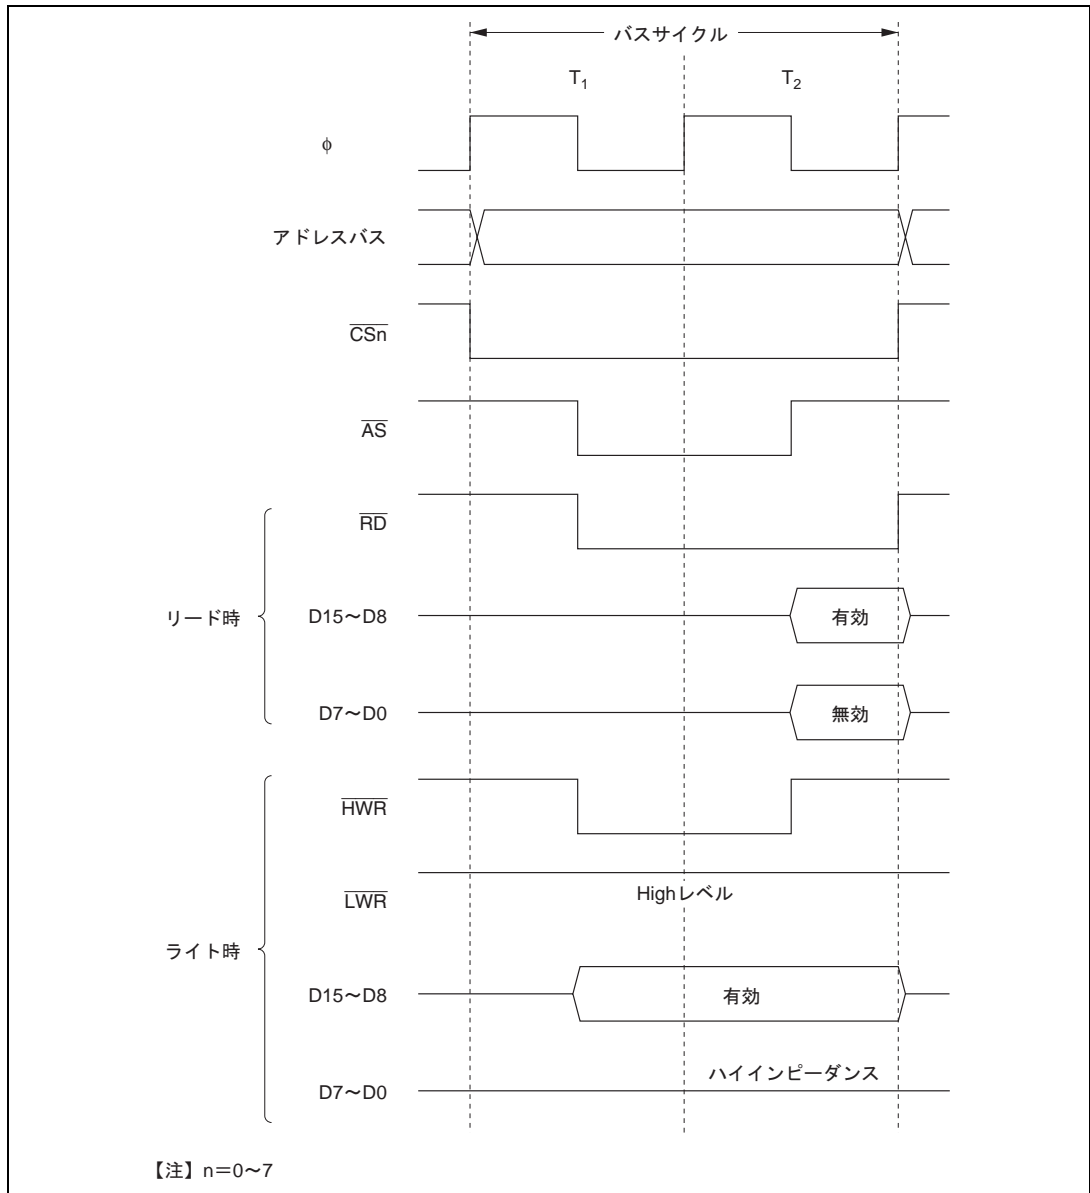 バスサイクル
T1 T2
φ
アドレスバス
CSn
AS
RD
リード時
D15～D8 有効
D7～D0 無効
HWR
LWR Highレベル
ライト時
D15～D8 有効
D7～D0 ハイインピーダンス
【注】n＝0～7